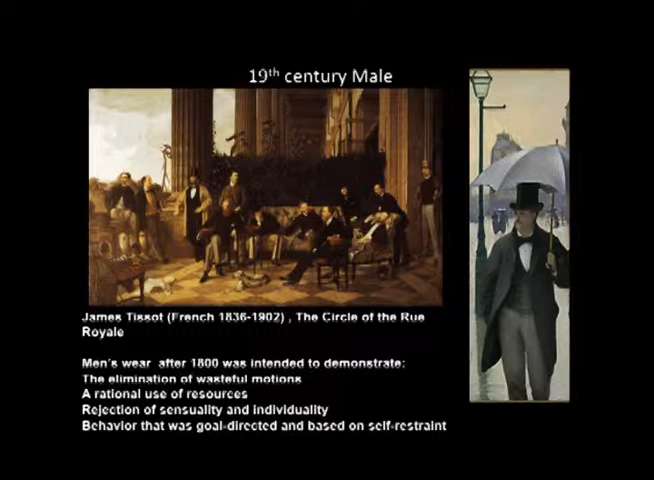 19th century Male
James Tissot (French 1836-1902) , The Circle of the Rue
Royale
Men's wear after 1800 was intended to demonstrate:
The elimination of wasteful motions
A rational use of resources
Rejection of sensuality and individuality
Behavior that was goal-directed and based on self-restraint